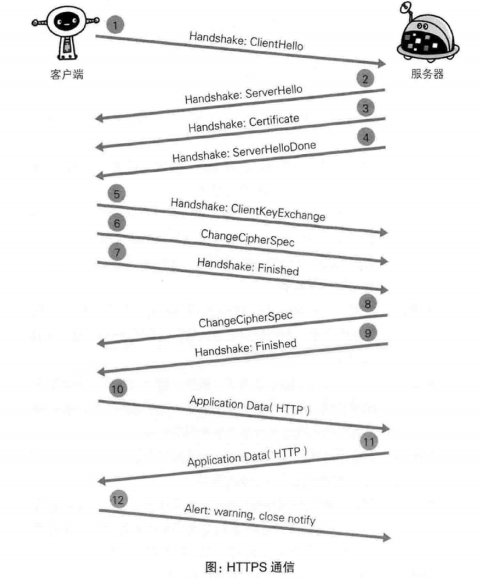 1
Handshake: ClientHello
客户端
服务器
2
Handshake: ServerHello
3
Handshake: Certificate
4
Handshake: ServerHelloDone
5
Handshake: ClientKeyExchange
6
ChangeCipherSpec
7
Handshake: Finished
8
ChangeCipherSpec
9
Handshake: Finished
10
Application Data( HTTP )
11
Application Data( HTTP )
12
Alert: warning, close notify
图: HTTPS 通信